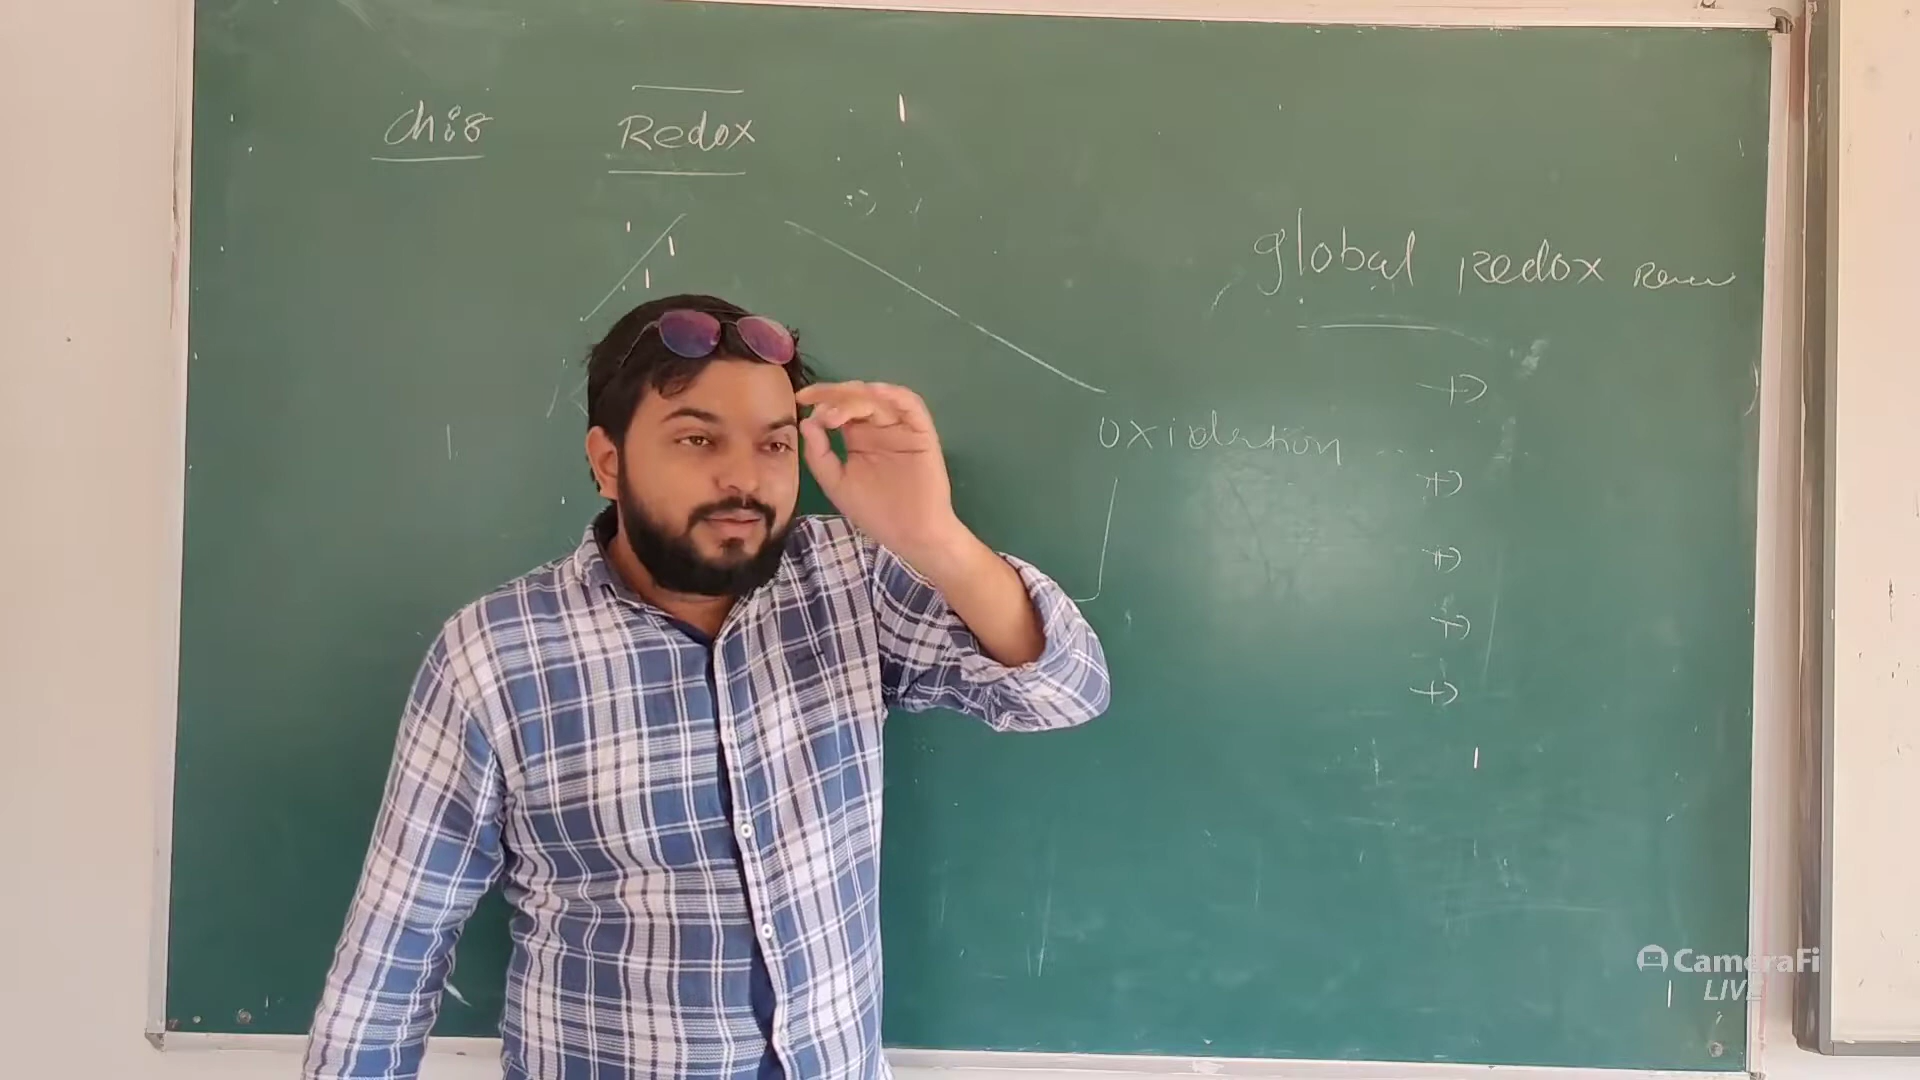 Ch:8 Redox
global Redox
oxidation
CameraFi
LIVE